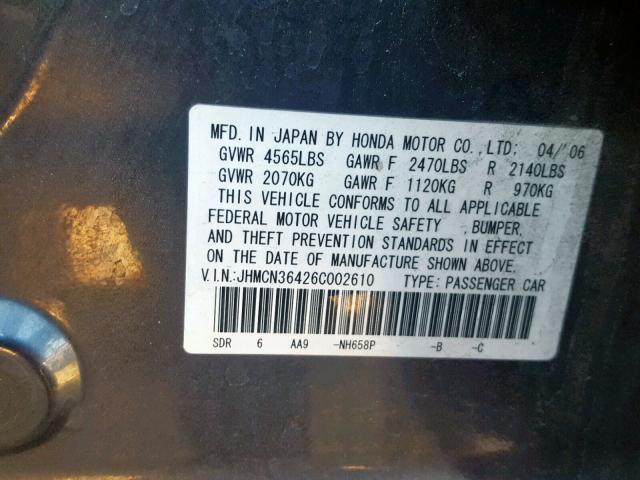 MFD. IN JAPAN BY HONDA MOTOR CO., LTD: 04/'06
GVWR 4565LBS GAWR F 2470LBS R 2140LBS
GVWR 2070KG GAWR F 1120KG R 970KG
THIS VEHICLE CONFORMS TO ALL APPLICABLE
FEDERAL MOTOR VEHICLE SAFETY , BUMPER,
AND THEFT PREVENTION STANDARDS IN EFFECT
ON THE DATE OF MANUFACTURE SHOWN ABOVE.
V.I.N:JHMCN36426C002610 TYPE: PASSENGER CAR
SDR 6 AA9 -NH658P - -B -C